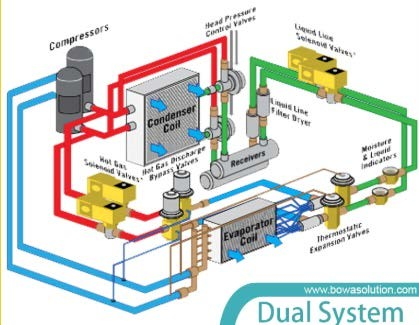 Compressors
Head Pressure
Control Valves
Liquid Line
Solenoid Valves*
Condenser
Coil
Liquid Line
Filter Dryer
Hot Gas Discharge
Bypass Valves
Receivers
Moisture
& Liquid
Indicators
Hot Gas
Solenoid Valves*
Evaporator
Coil
Thermostatic
Expansion Valves
www.bowasolution.com
Dual System